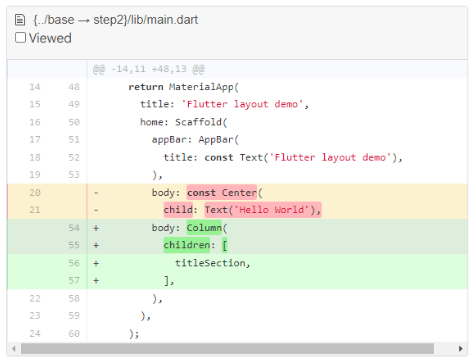 {../base → step2}/lib/main.dart
Viewed
@@ -14,11 +48,13 @@
14 48 return MaterialApp(
15 49 title: 'Flutter layout demo',
16 50 home: Scaffold(
17 51 appBar: AppBar(
18 52 title: const Text('Flutter layout demo'),
19 53 ),
20 - body: const Center(
21 - child: Text('Hello World'),
54 + body: Column(
55 + children: [
56 + titleSection,
57 + ],
22 58 ),
23 59 ),
24 60 );